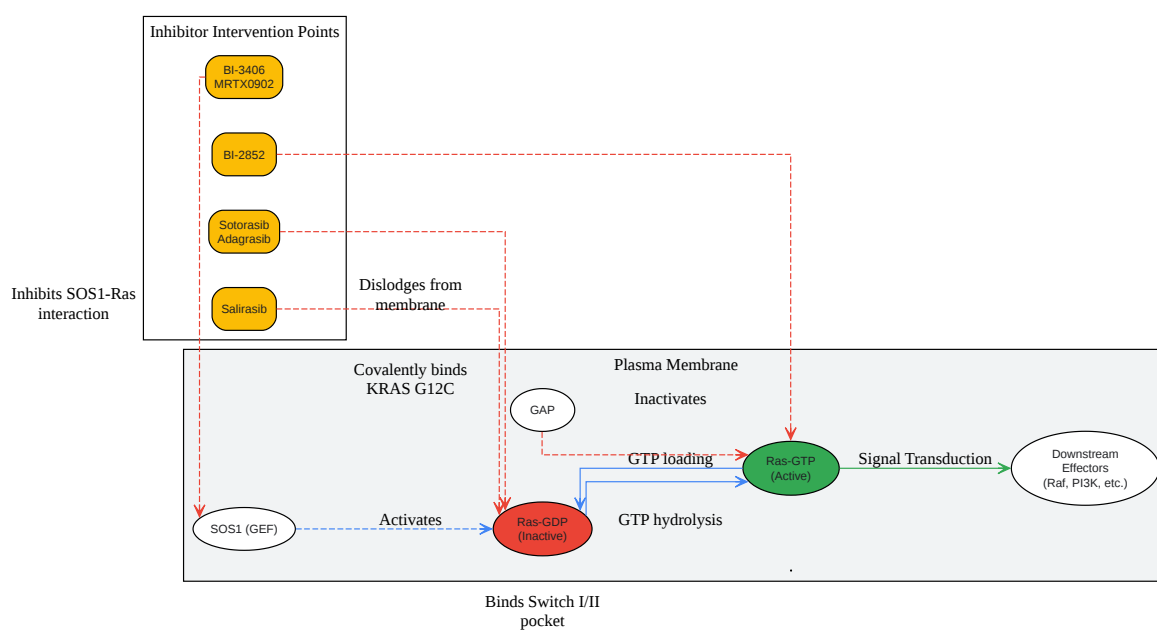 Inhibitor Intervention Points
BI-3406
MRTX0902
BI-2852
Sotorasib
Adagrasib
Salirasib
Inhibits SOS1-Ras
interaction
Dislodges from
membrane
Covalently binds
KRAS G12C
Plasma Membrane
Inactivates
GAP
GTP loading
Ras-GTP
(Active)
Signal Transduction
Downstream
Effectors
(Raf, PI3K, etc.)
SOS1 (GEF)
Activates
Ras-GDP
(Inactive)
GTP hydrolysis
.
Binds Switch I/II
pocket